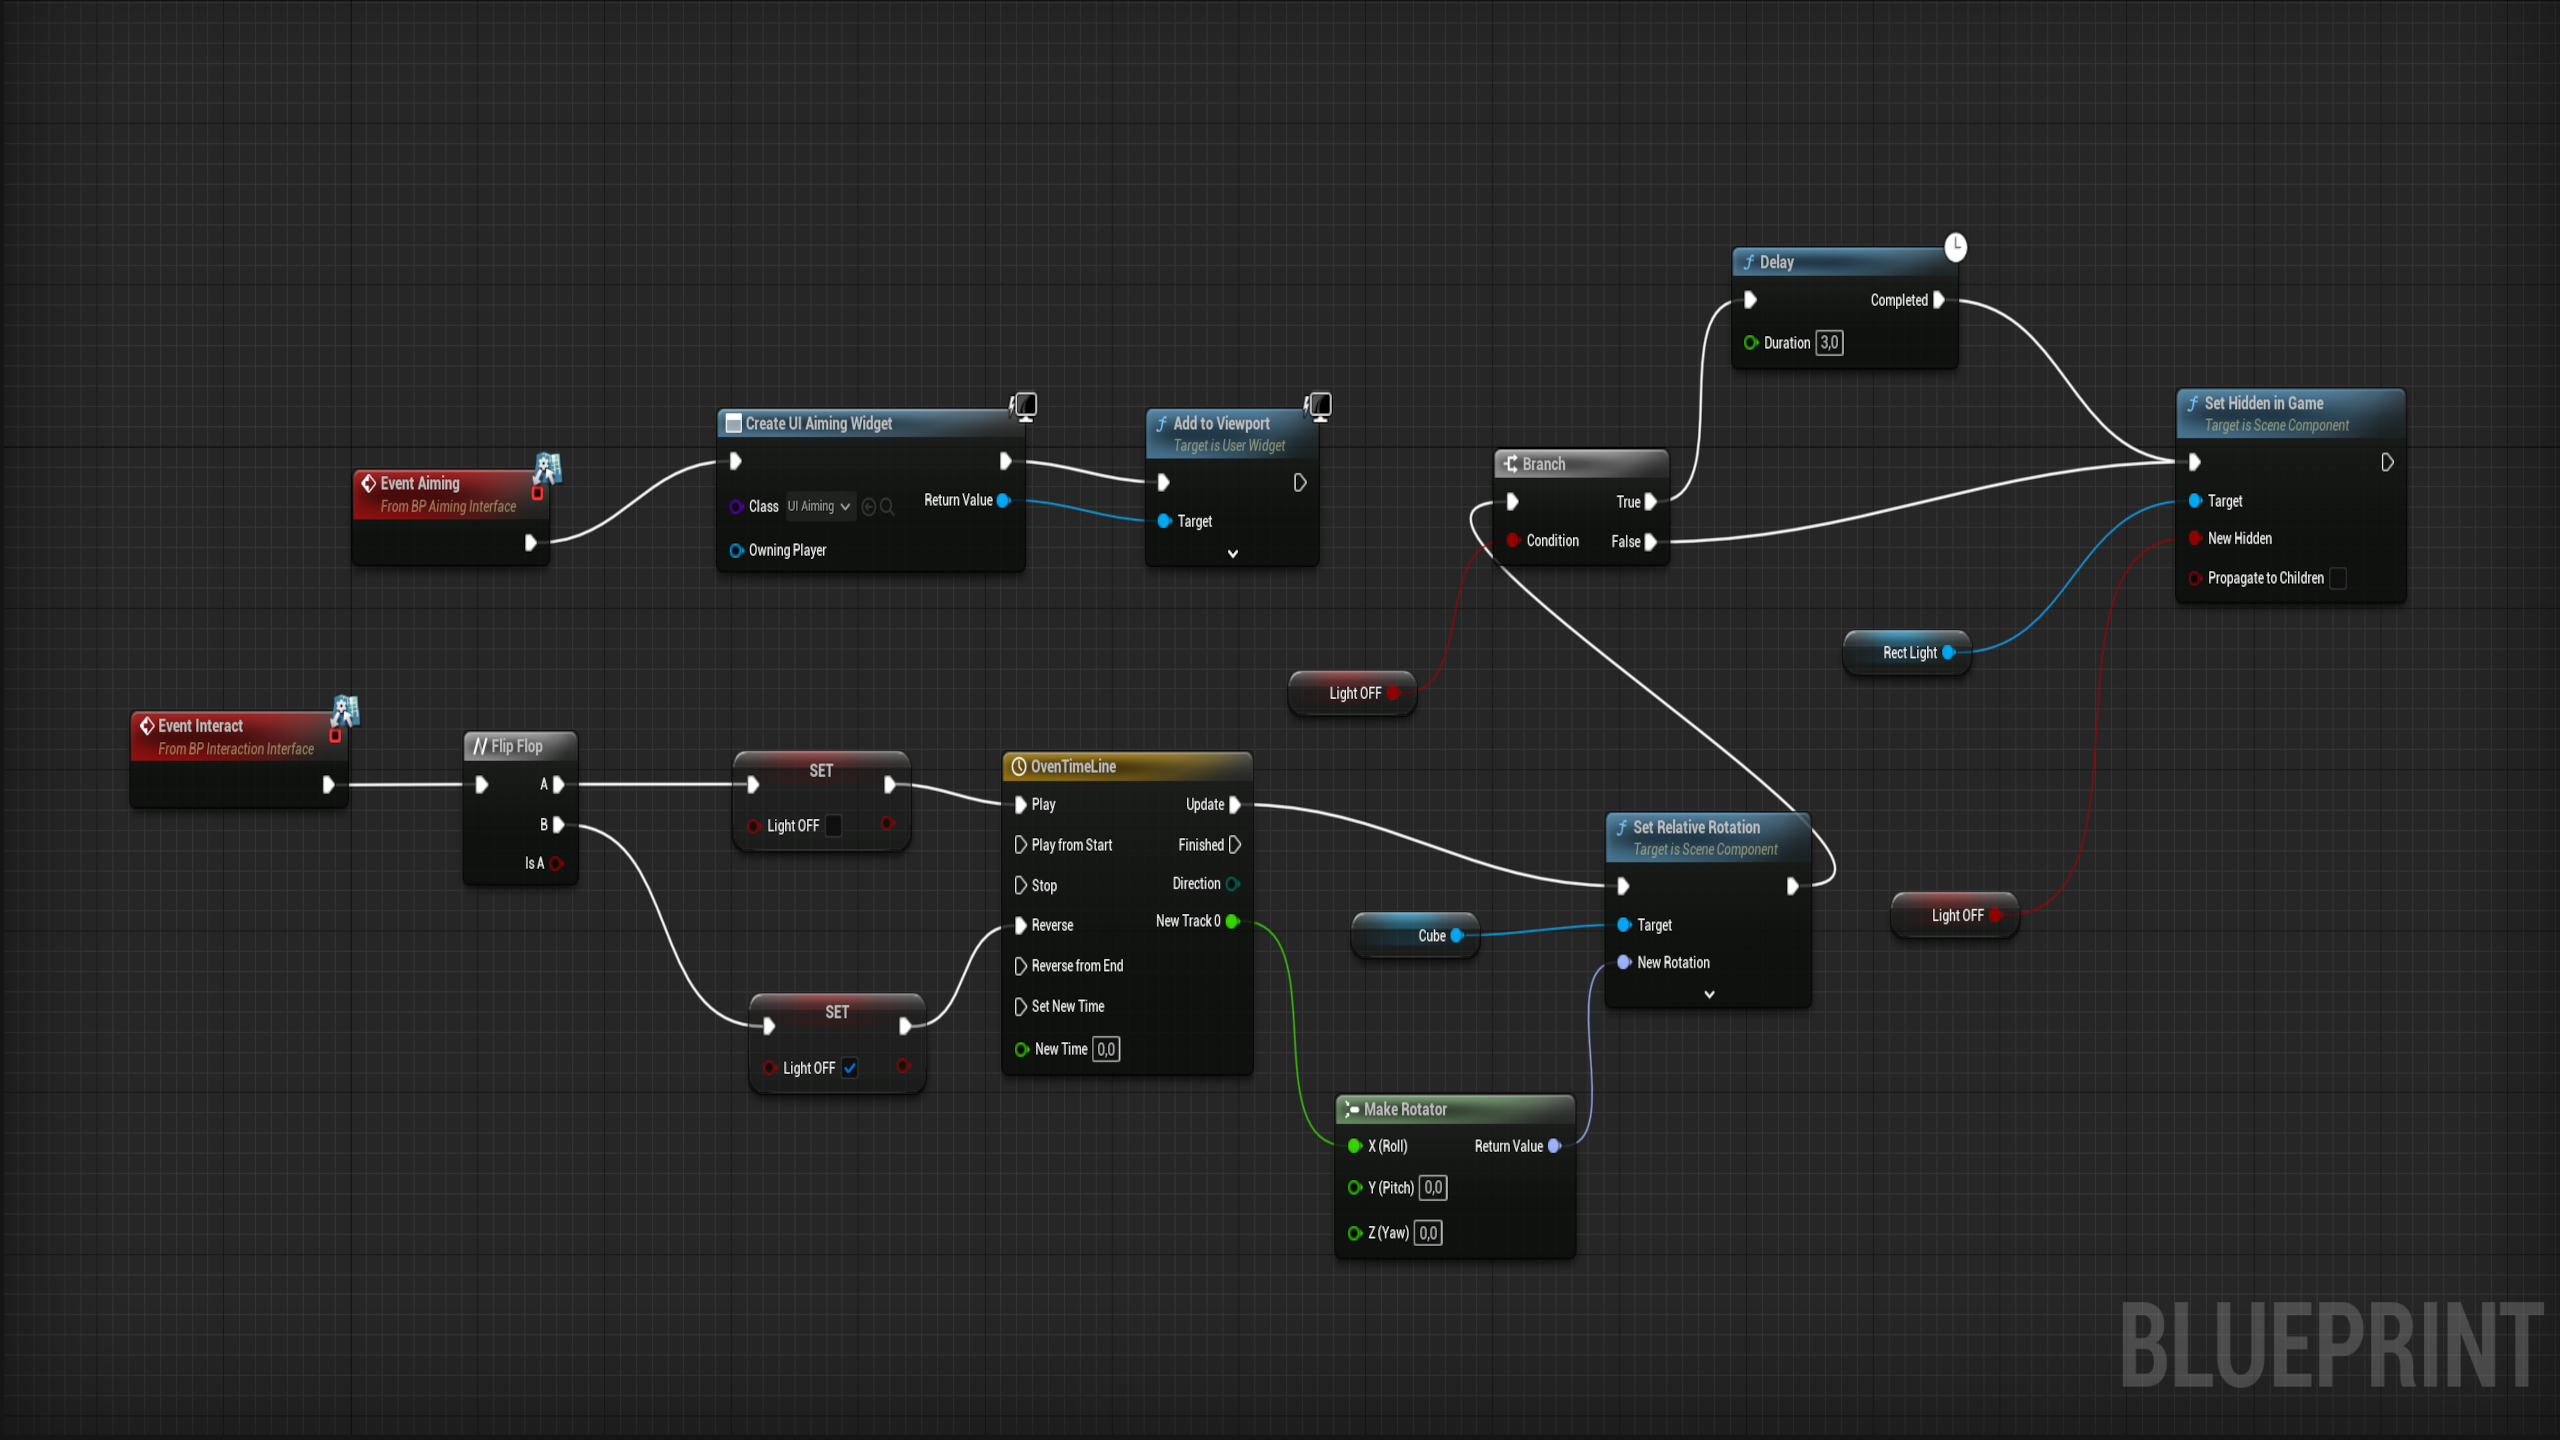 Delay
Completed
Duration 3,0
Set Hidden in Game
Target is Scene Component
Target
New Hidden
Propagate to Children
Create UI Aiming Widget
Class UI Aiming
Return Value
Owning Player
Add to Viewport
Target is User Widget
Target
Branch
True
Condition
False
Event Aiming
From BP Aiming Interface
Rect Light
Light OFF
Event Interact
From BP Interaction Interface
Flip Flop
A
B
Is A
SET
Light OFF
OvenTimeLine
Play
Update
Play from Start
Finished
Stop
Direction
Reverse
New Track 0
Reverse from End
Set New Time
New Time 0,0
Set Relative Rotation
Target is Scene Component
Target
New Rotation
Cube
Light OFF
SET
Light OFF
Make Rotator
X (Roll)
Return Value
Y (Pitch) 0,0
Z (Yaw) 0,0
BLUEPRINT